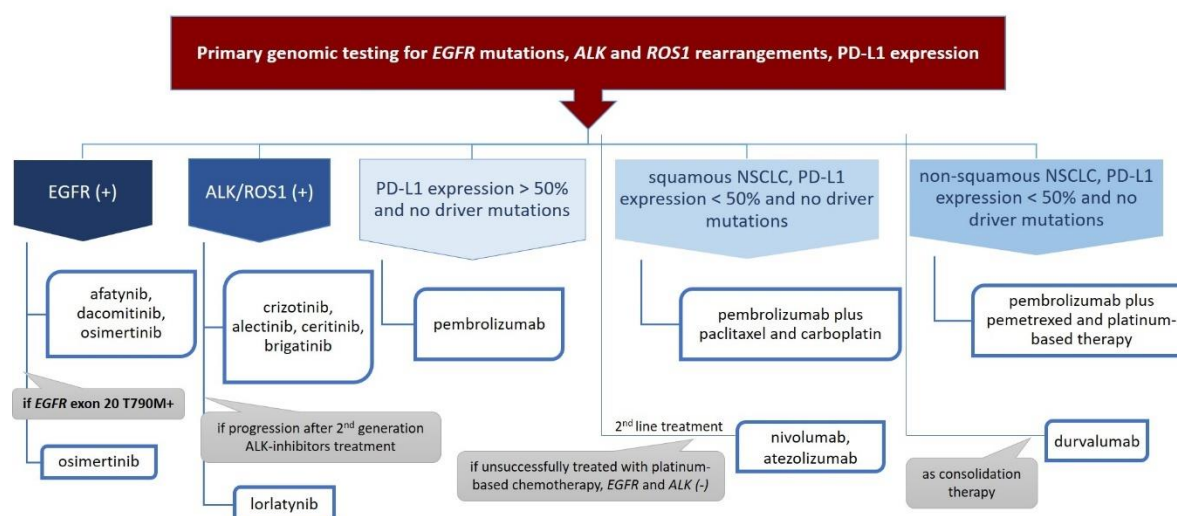 Primary genomic testing for EGFR mutations, ALK and ROS1 rearrangements, PD-L1 expression
EGFR (+)
ALK/ROS1 (+)
PD-L1 expression > 50%
and no driver mutations
squamous NSCLC, PD-L1
expression < 50% and no driver
mutations
non-squamous NSCLC, PD-L1
expression < 50% and no
driver mutations
afatynib,
dacomitinib,
osimertinib
crizotinib,
alectinib, ceritinib,
brigatinib
pembrolizumab
pembrolizumab plus
paclitaxel and carboplatin
pembrolizumab plus
pemetrexed and platinum-
based therapy
if EGFR exon 20 T790M+
osimertinib
if progression after 2nd generation
ALK-inhibitors treatment
lorlatynib
2nd line treatment
if unsuccessfully treated with platinum-
based chemotherapy, EGFR and ALK (-)
nivolumab,
atezolizumab
as consolidation
therapy
durvalumab